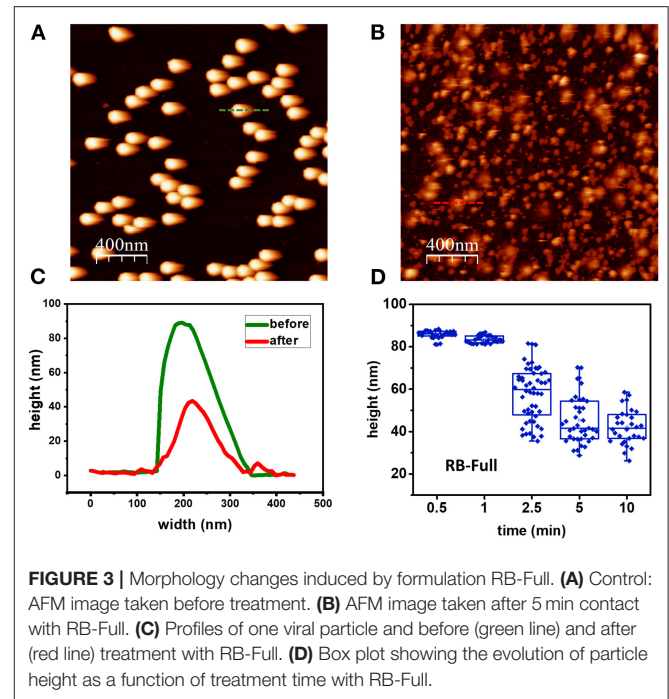 A
B
400nm
400nm
C
D
100
80
60
40
20
0
height (nm)
before
after
0
100
200
300
400
500
width (nm)
100
80
60
40
height (nm)
RB-Full
0.5
1
2.5
5
10
time (min)
FIGURE 3 | Morphology changes induced by formulation RB-Full. (A) Control:
AFM image taken before treatment. (B) AFM image taken after 5 min contact
with RB-Full. (C) Profiles of one viral particle and before (green line) and after
(red line) treatment with RB-Full. (D) Box plot showing the evolution of particle
height as a function of treatment time with RB-Full.